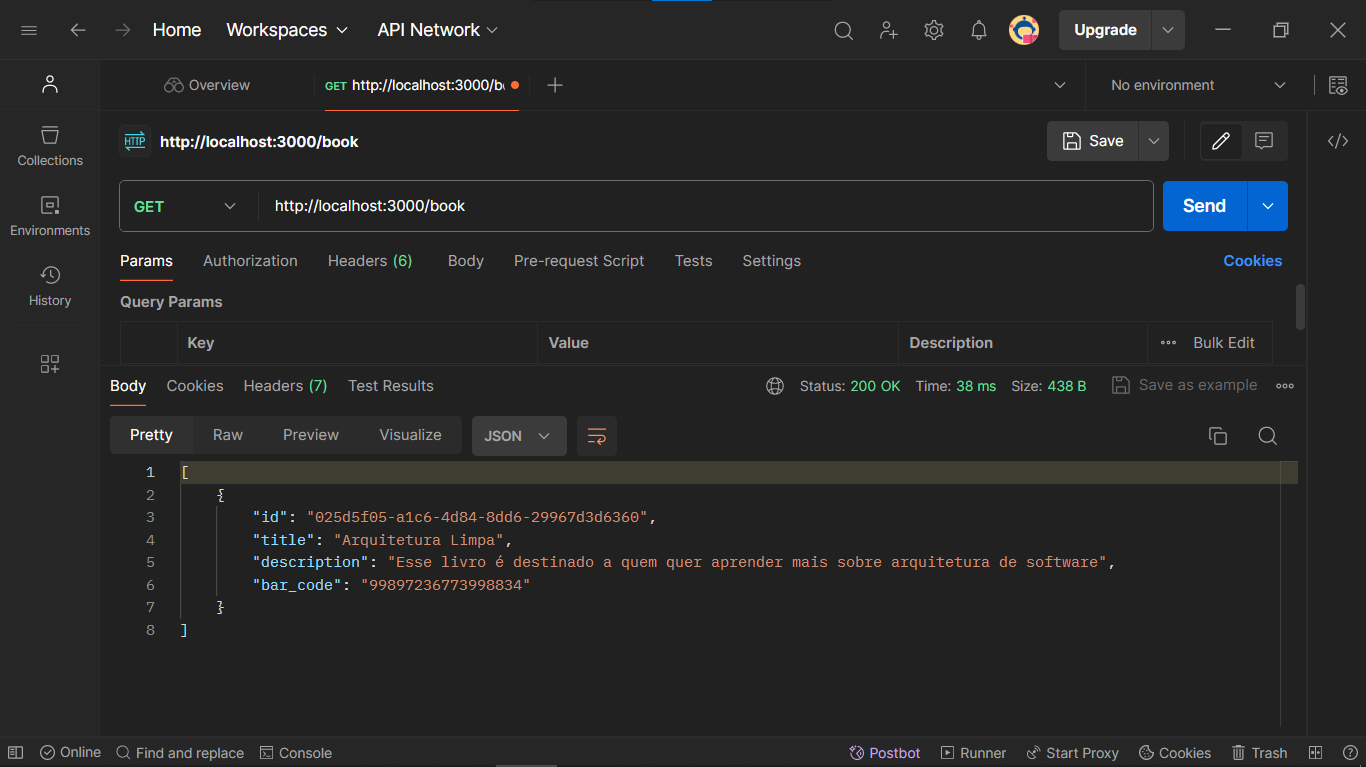 Home Workspaces API Network Upgrade
Overview GET http://localhost:3000/b No environment
HTTP http://localhost:3000/book Save
GET http://localhost:3000/book Send
Collections
Environments
History
Params Authorization Headers (6) Body Pre-request Script Tests Settings Cookies
Query Params
Key Value Description Bulk Edit
Body Cookies Headers (7) Test Results Status: 200 OK Time: 38 ms Size: 438 B Save as example
Pretty Raw Preview Visualize JSON
1 [
2 {
3 "id": "025d5f05-a1c6-4d84-8dd6-29967d3d6360",
4 "title": "Arquitetura Limpa",
5 "description": "Esse livro é destinado a quem quer aprender mais sobre arquitetura de software",
6 "bar_code": "99897236773998834"
7 }
8 ]
Online Find and replace Console Postbot Runner Start Proxy Cookies Trash